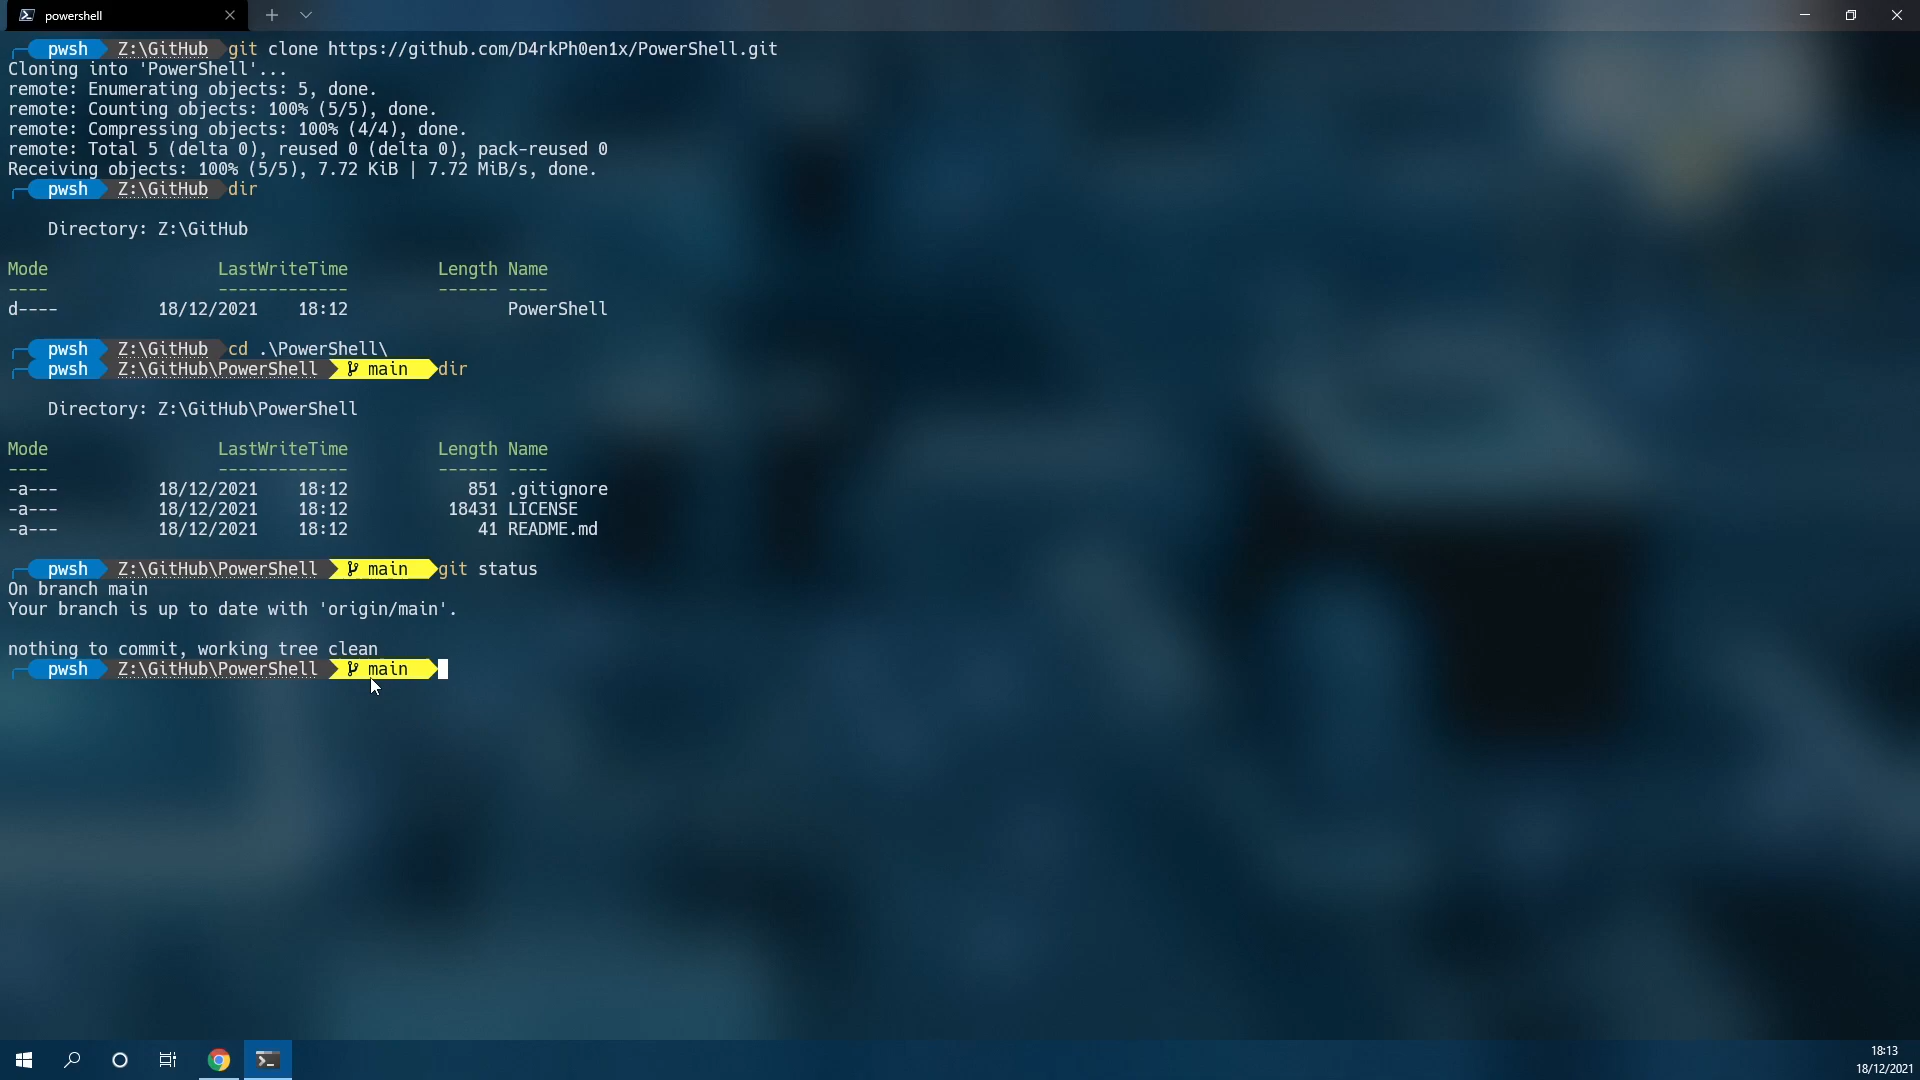 powershell
pwsh Z:\GitHub git clone https://github.com/D4rkPh0en1x/PowerShell.git
Cloning into 'PowerShell'...
remote: Enumerating objects: 5, done.
remote: Counting objects: 100% (5/5), done.
remote: Compressing objects: 100% (4/4), done.
remote: Total 5 (delta 0), reused 0 (delta 0), pack-reused 0
Receiving objects: 100% (5/5), 7.72 KiB | 7.72 MiB/s, done.
pwsh Z:\GitHub dir
Directory: Z:\GitHub
Mode LastWriteTime Length Name
---- ------------- ------ ----
d---- 18/12/2021 18:12 PowerShell
pwsh Z:\GitHub cd .\PowerShell\
pwsh Z:\GitHub\PowerShell main dir
Directory: Z:\GitHub\PowerShell
Mode LastWriteTime Length Name
---- ------------- ------ ----
-a--- 18/12/2021 18:12 851 .gitignore
-a--- 18/12/2021 18:12 18431 LICENSE
-a--- 18/12/2021 18:12 41 README.md
pwsh Z:\GitHub\PowerShell main git status
On branch main
Your branch is up to date with 'origin/main'.
nothing to commit, working tree clean
pwsh Z:\GitHub\PowerShell main
18:13
18/12/2021